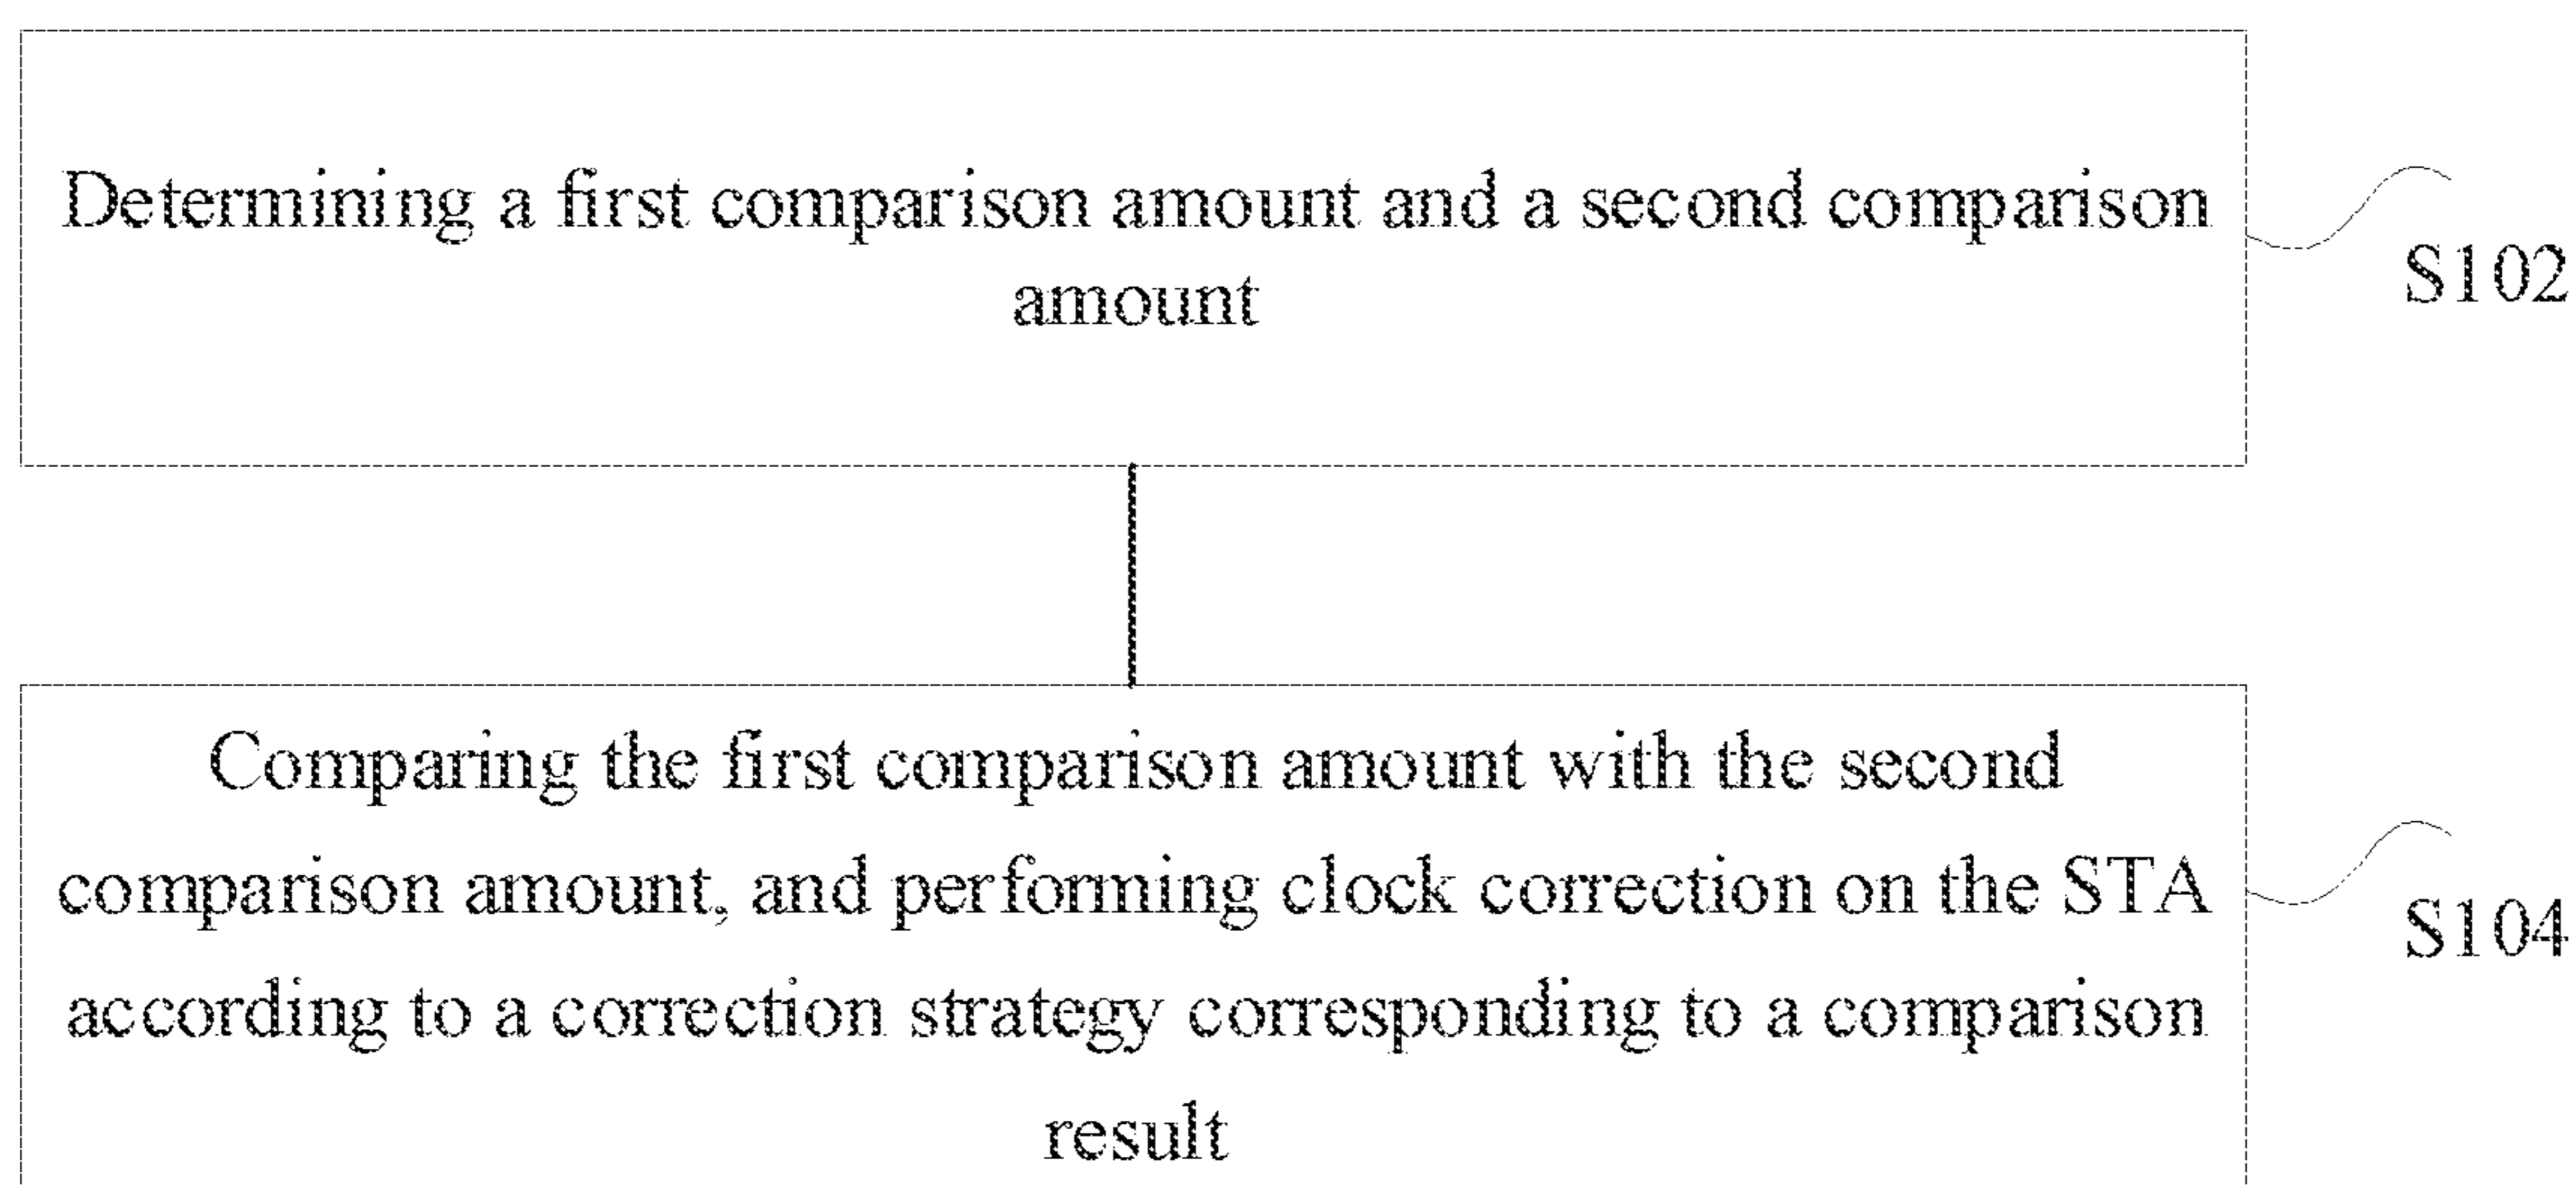 Determining a first comparison amount and a second comparison
amount
S102
Comparing the first comparison amount with the second
comparison amount, and performing clock correction on the STA
according to a correction strategy corresponding to a comparison
result
S104